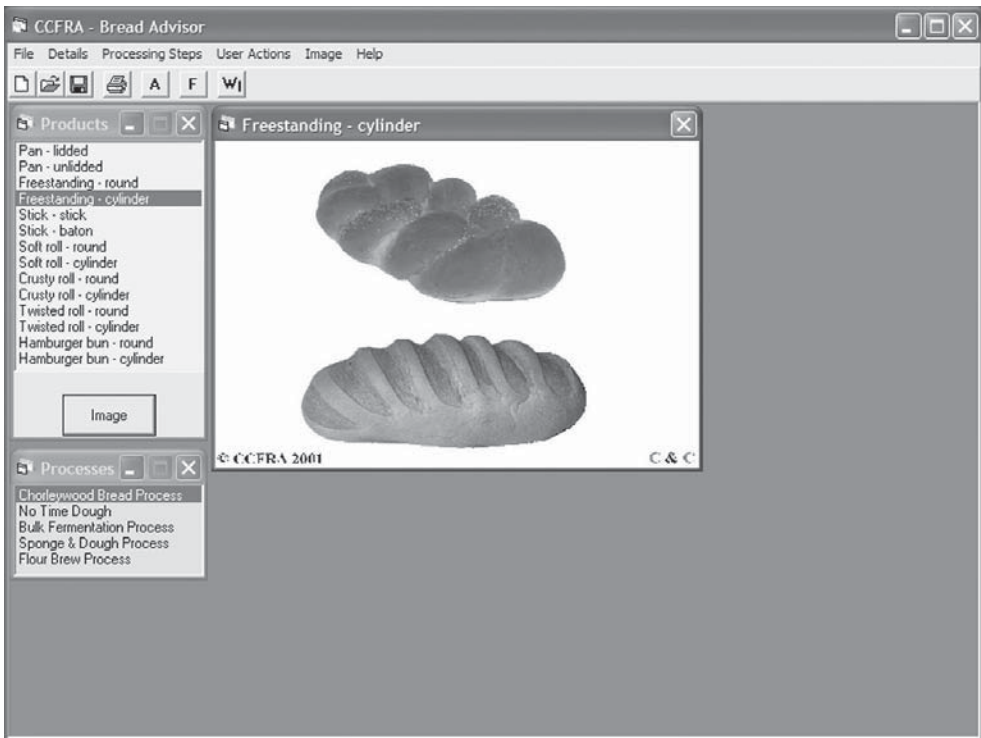 CCFRA - Bread Advisor
File Details Processing Steps User Actions Image Help
A F WI
Products
Pan - lidded
Pan - unlidded
Freestanding - round
Freestanding - cylinder
Stick - stick
Stick - baton
Soft roll - round
Soft roll - cylinder
Crusty roll - round
Crusty roll - cylinder
Twisted roll - round
Twisted roll - cylinder
Hamburger bun - round
Hamburger bun - cylinder
Image
Freestanding - cylinder
© CCFRA 2001 C & C
Processes
Chorleywood Bread Process
No Time Dough
Bulk Fermentation Process
Sponge & Dough Process
Flour Brew Process